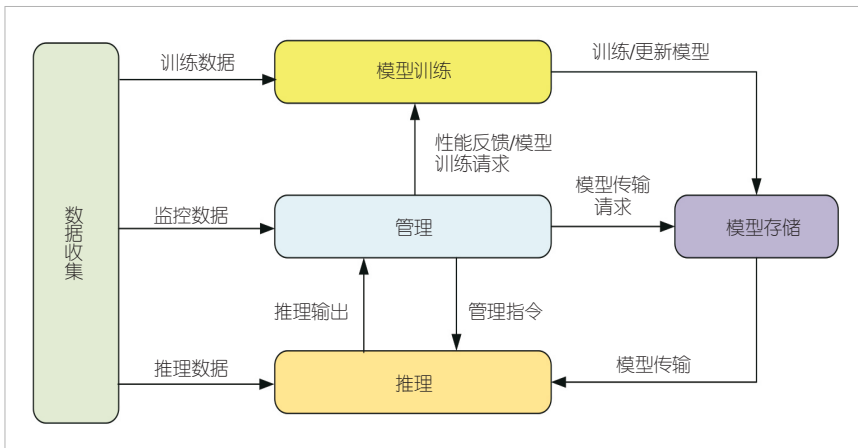 训练数据
模型训练
训练/更新模型
性能反馈/模型
训练请求
数据收集
监控数据
管理
模型传输
请求
模型存储
推理输出
管理指令
推理数据
推理
模型传输